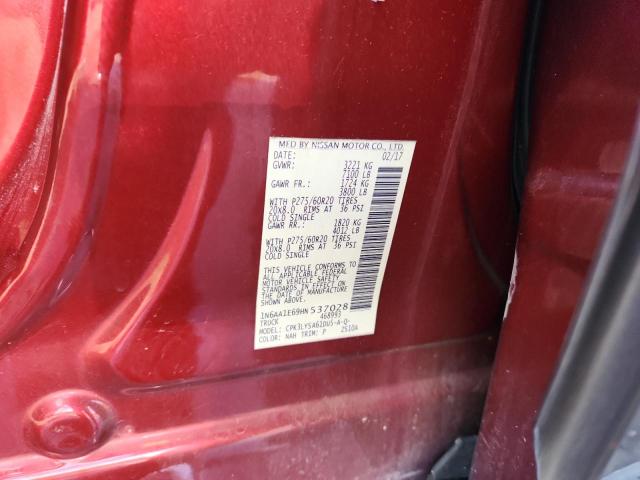 MFD BY NISSAN MOTOR CO., LTD.
DATE: 02/17
GVWR: 3221 KG
7100 LB
GAWR FR.: 1724 KG
3800 LB
WITH P275/60R20 TIRES
20X8.0 RIMS AT 36 PSI
COLD SINGLE
GAWR RR.: 1820 KG
4012 LB
WITH P275/60R20 TIRES
20X8.0 RIMS AT 36 PSI
COLD SINGLE
THIS VEHICLE CONFORMS TO
ALL APPLICABLE FEDERAL
MOTOR VEHICLE SAFETY
STANDARDS IN EFFECT ON
THE DATE OF MANUFACTURE
1N6AA1E69HN537028
TRUCK 468993
MODEL: CPK3LYSA61DU5-A-Q-
COLOR: NAH TRIM: P 2510A